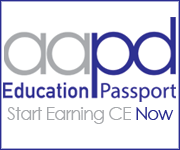 aapd
Education Passport
Start Earning CE Now